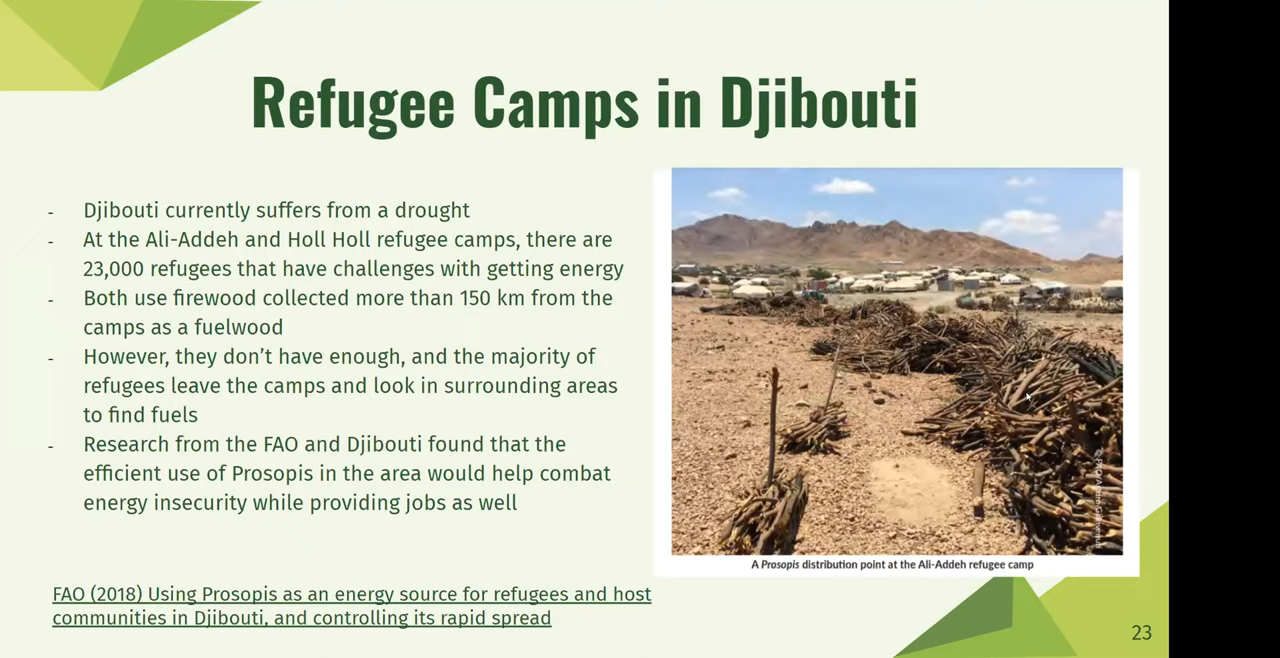 Refugee Camps in Djibouti
- Djibouti currently suffers from a drought
- At the Ali-Addeh and Holl Holl refugee camps, there are
23,000 refugees that have challenges with getting energy
- Both use firewood collected more than 150 km from the
camps as a fuelwood
- However, they don’t have enough, and the majority of
refugees leave the camps and look in surrounding areas
to find fuels
- Research from the FAO and Djibouti found that the
efficient use of Prosopis in the area would help combat
energy insecurity while providing jobs as well
A Prosopis distribution point at the Ali-Addeh refugee camp
FAO (2018) Using Prosopis as an energy source for refugees and host
communities in Djibouti, and controlling its rapid spread
23